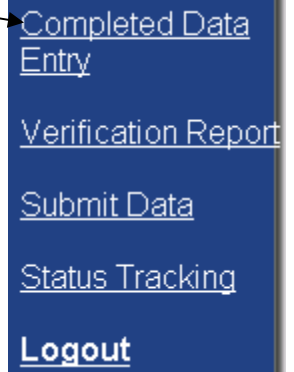 Completed Data
Entry
Verification Report
Submit Data
Status Tracking
Logout